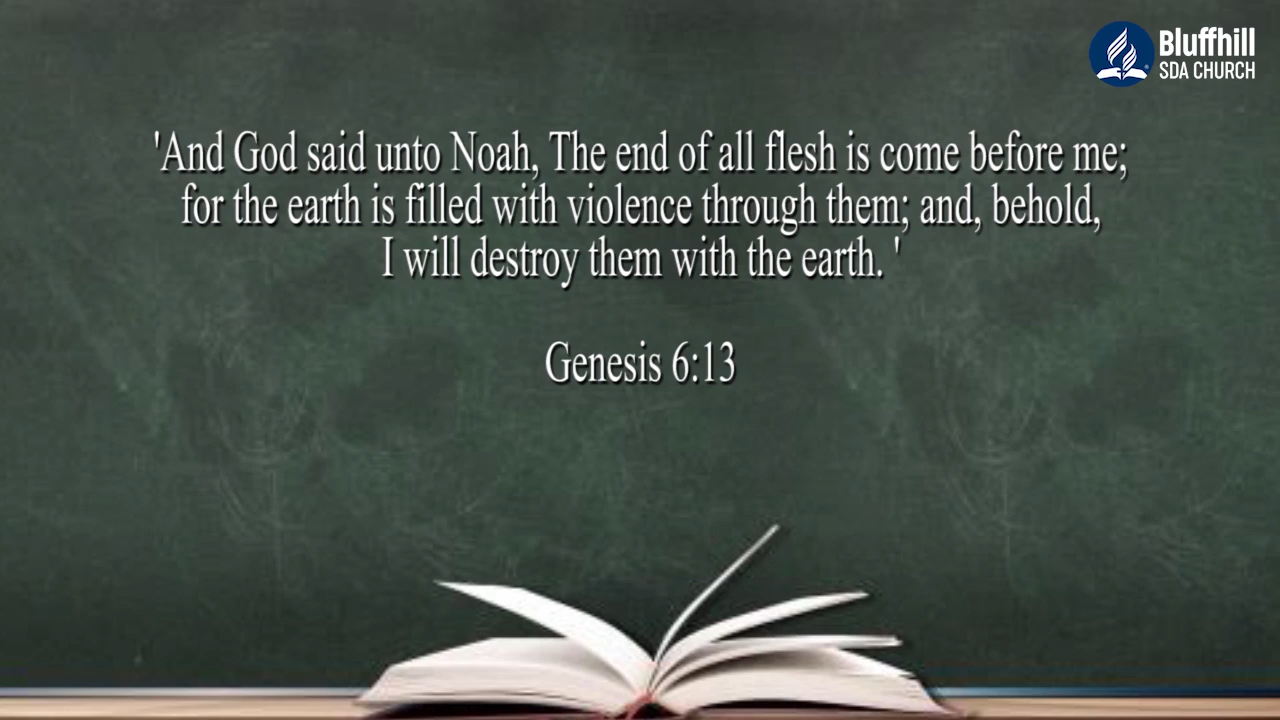 Bluffhill
SDA CHURCH
'And God said unto Noah, The end of all flesh is come before me;
for the earth is filled with violence through them; and, behold,
I will destroy them with the earth. '
Genesis 6:13